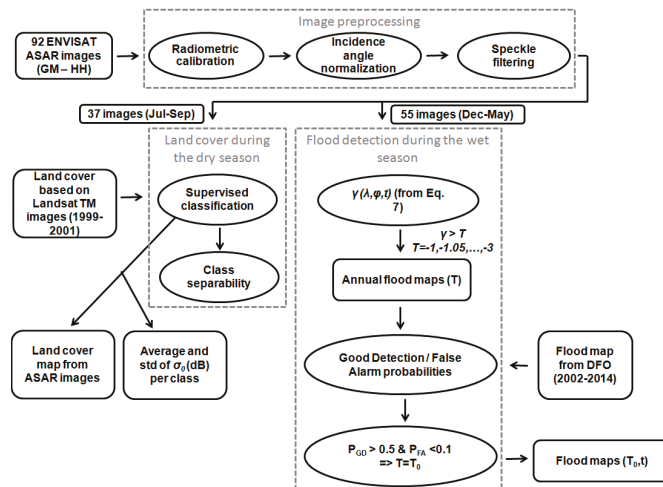 Image preprocessing
92 ENVISAT
ASAR images
(GM – HH)
Radiometric
calibration
Incidence
angle
normalization
Speckle
filtering
37 images (Jul-Sep)
55 images (Dec-May)
Land cover during
the dry season
Flood detection during the wet
season
Land cover
based on
Landsat TM
images (1999-
2001)
Supervised
classification
Class
separability
γ (λ,φ,t) (from Eq.
7)
γ > T
T=-1,-1.05,...,-3
Annual flood maps (T)
Land cover
map from
ASAR images
Average and
std of σ₀ (dB)
per class
Good Detection / False
Alarm probabilities
Flood map
from DFO
(2002-2014)
P_GD > 0.5 & P_FA <0.1
=> T=T₀
Flood maps (T₀,t)